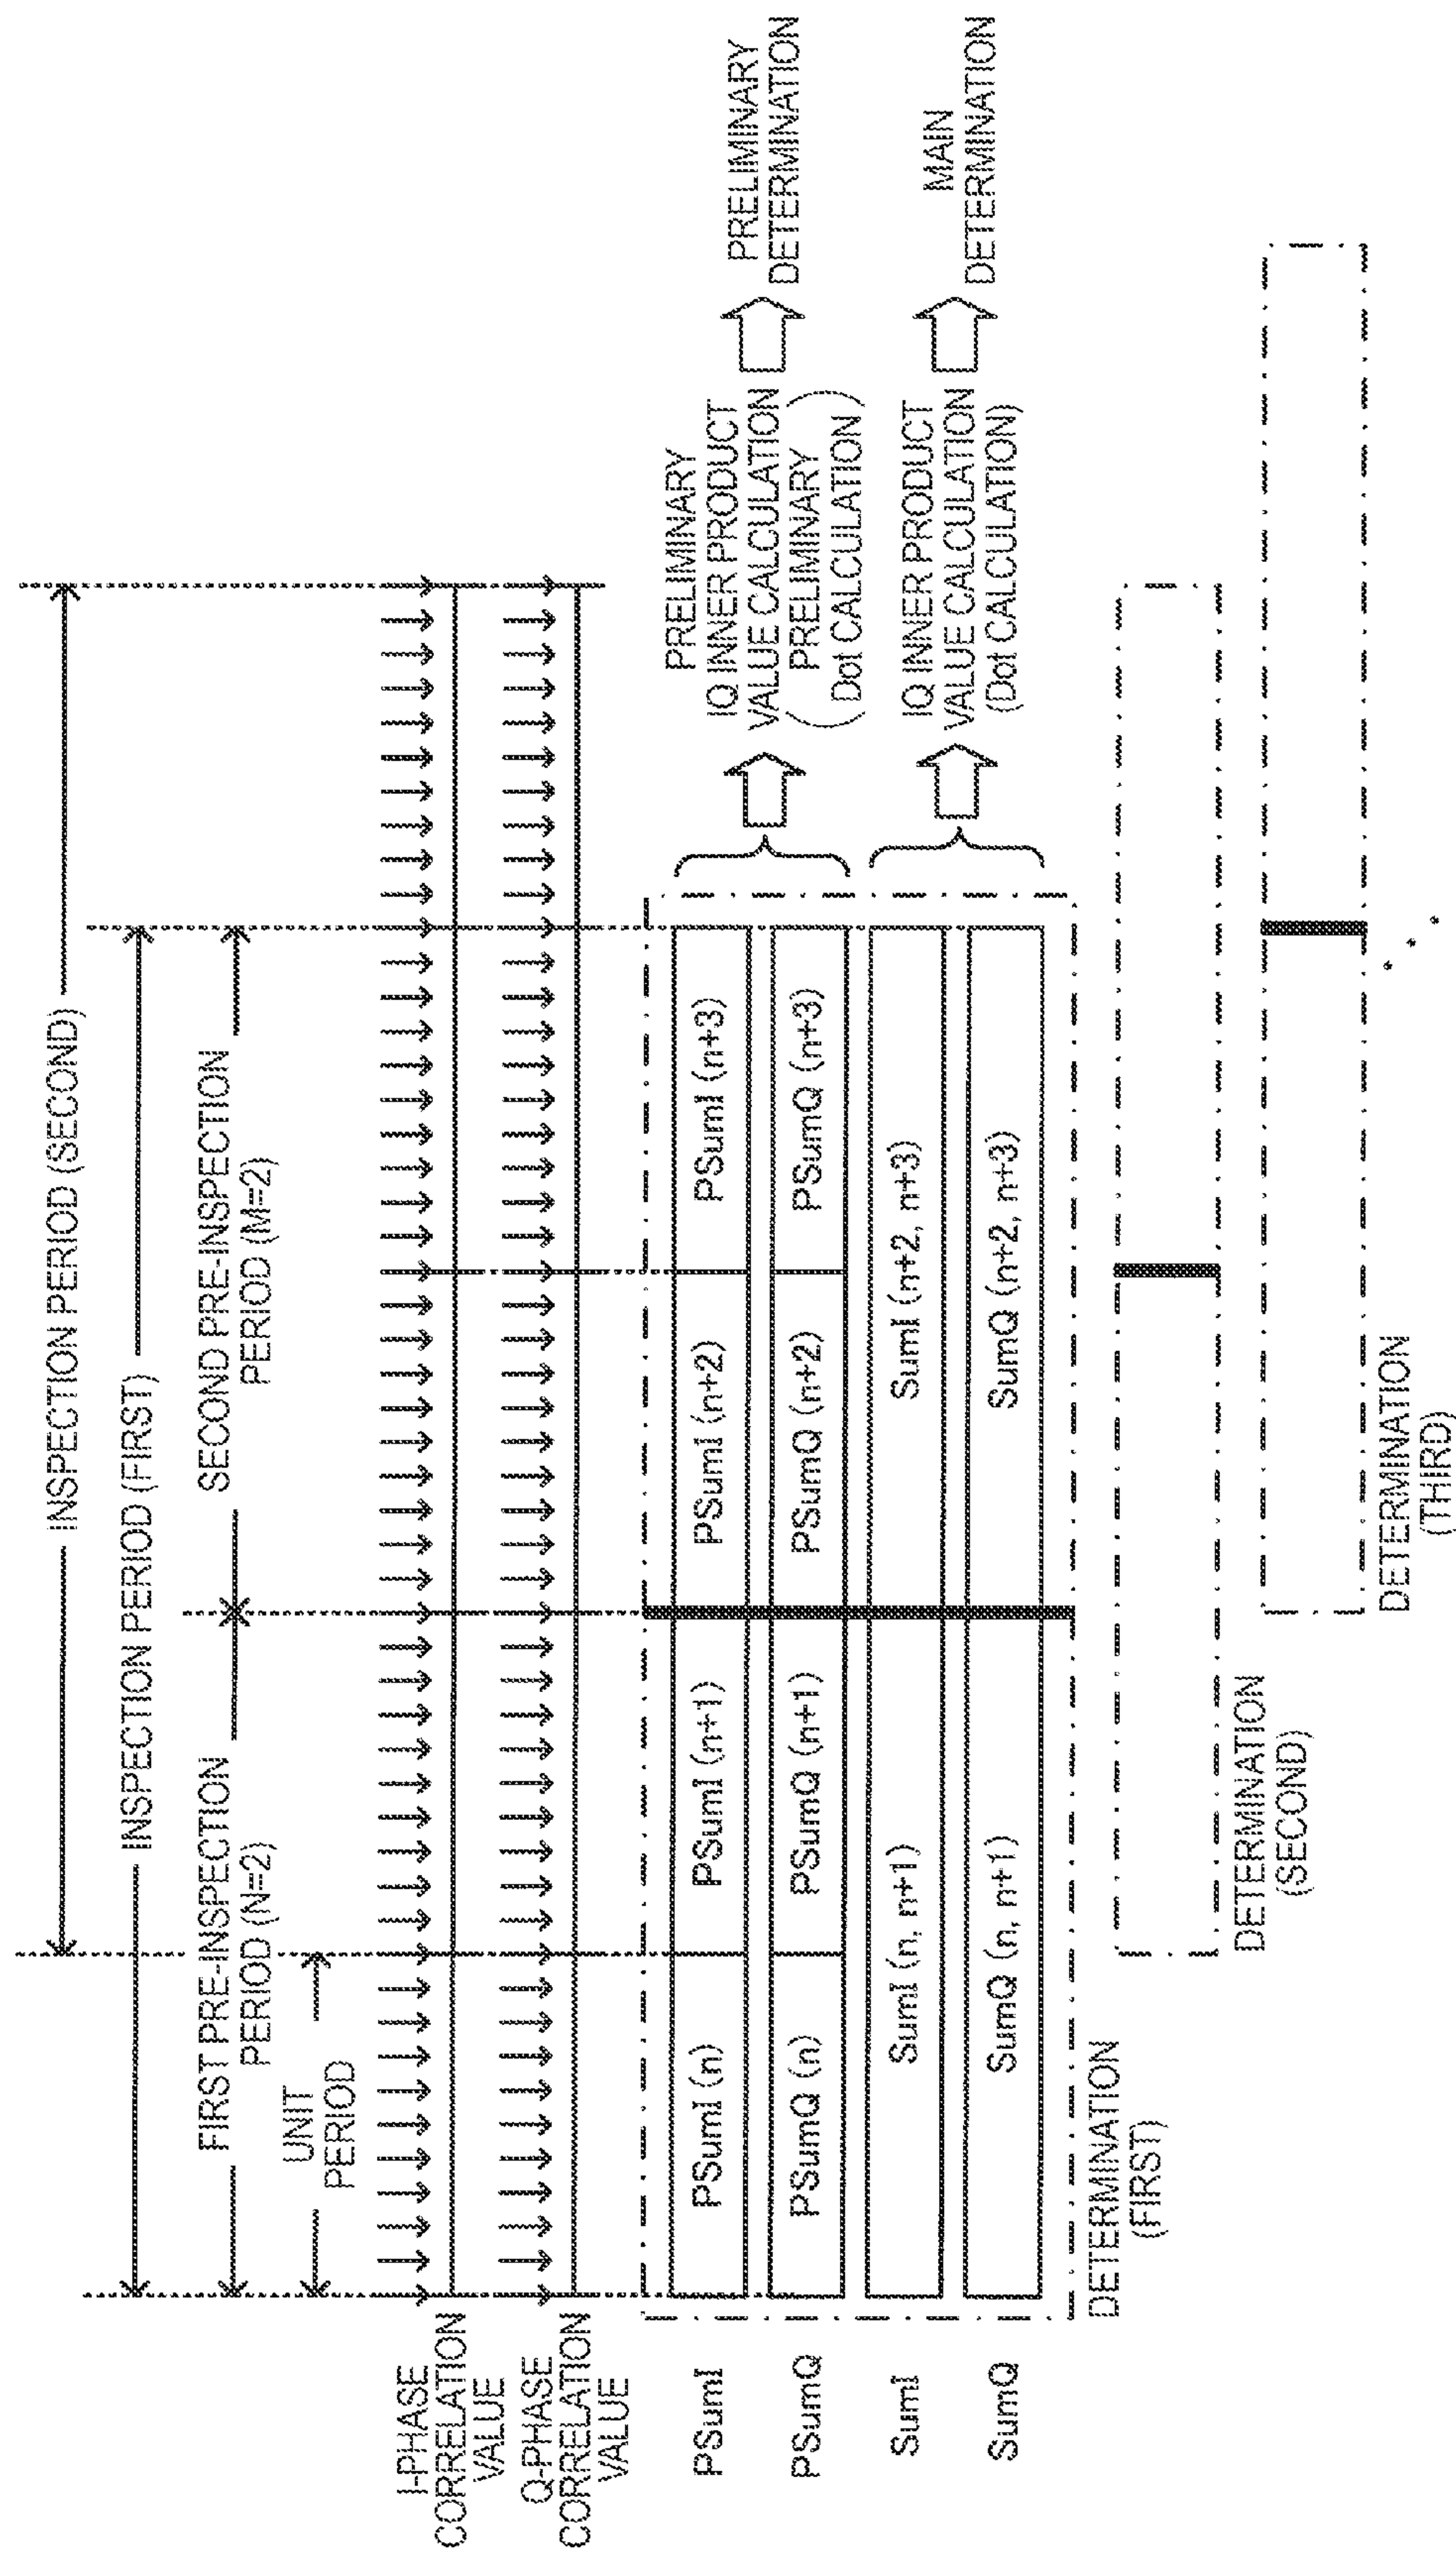 INSPECTION PERIOD (SECOND)
INSPECTION PERIOD (FIRST)
FIRST PRE-INSPECTION
PERIOD (N=2)
SECOND PRE-INSPECTION
PERIOD (M=2)
UNIT
PERIOD
I-PHASE
CORRELATION
VALUE
Q-PHASE
CORRELATION
VALUE
PSumI
PSumI (n)
PSumI (n+1)
PSumI (n+2)
PSumI (n+3)
PSumQ
PSumQ (n)
PSumQ (n+1)
PSumQ (n+2)
PSumQ (n+3)
SumI
SumI (n, n+1)
SumI (n+2, n+3)
SumQ
SumQ (n, n+1)
SumQ (n+2, n+3)
PRELIMINARY
IQ INNER PRODUCT
VALUE CALCULATION
(PRELIMINARY
Dot CALCULATION)
PRELIMINARY
DETERMINATION
IQ INNER PRODUCT
VALUE CALCULATION
(Dot CALCULATION)
MAIN
DETERMINATION
DETERMINATION
(FIRST)
DETERMINATION
(SECOND)
DETERMINATION
(THIRD)